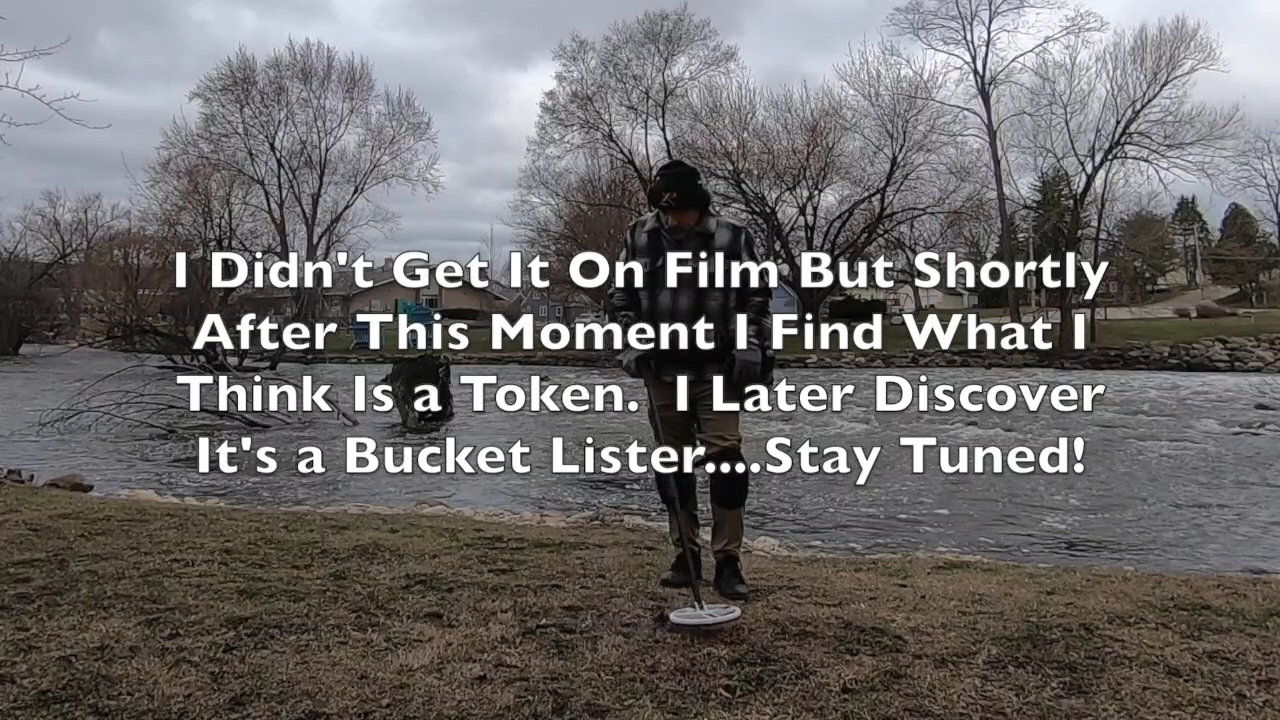 I Didn't Get It On Film But Shortly
After This Moment I Find What I
Think Is a Token.  I Later Discover
It's a Bucket Lister....Stay Tuned!